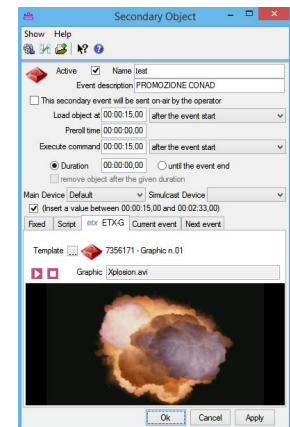 Secondary Object
Show Help
Active Name test
Event description PROMOZIONE CONAD
This secondary event will be sent on-air by the operator
Load object at 00:00:15,00 after the event start
Preroll time 00:00:00,00
Execute command 00:00:15,00 after the event start
Duration 00:00:00,00 until the event end
remove object after the given duration
Main Device Default Simulcast Device
(Insert a value between 00:00:15,00 and 00:02:33,00)
Fixed Script etx ETX-G Current event Next event
Template ... 7356171 - Graphic n.01
Graphic Xplosion.avi
Ok Cancel Apply